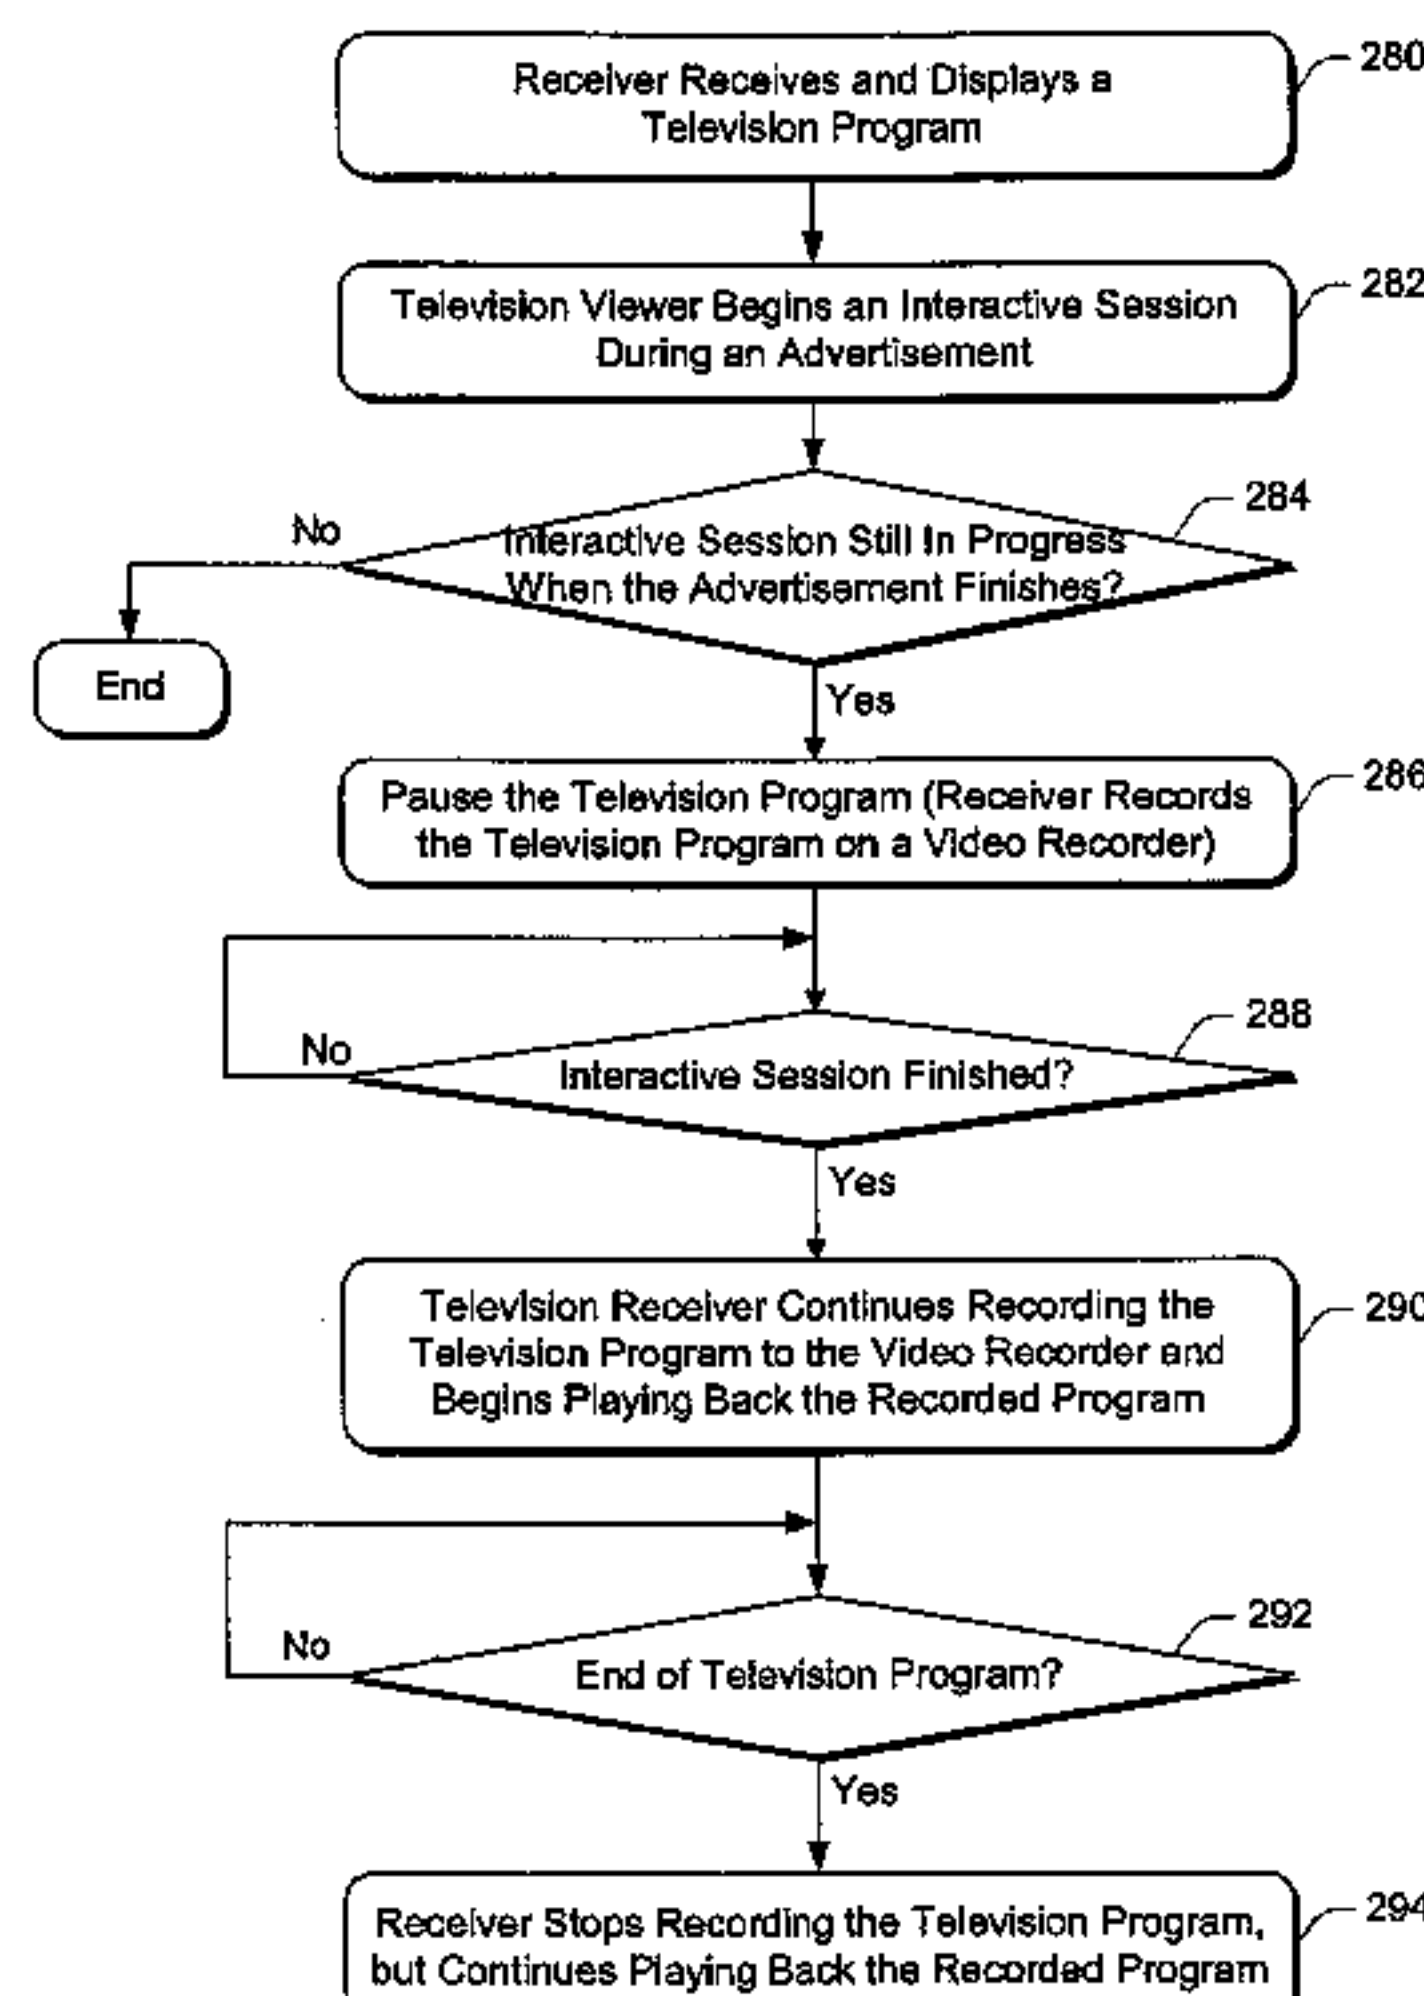 Receiver Receives and Displays a
Television Program
280
Television Viewer Begins an Interactive Session
During an Advertisement
282
Interactive Session Still In Progress
When the Advertisement Finishes?
284
No
End
Yes
Pause the Television Program (Receiver Records
the Television Program on a Video Recorder)
286
Interactive Session Finished?
288
No
Yes
Television Receiver Continues Recording the
Television Program to the Video Recorder and
Begins Playing Back the Recorded Program
290
End of Television Program?
292
No
Yes
Receiver Stops Recording the Television Program,
but Continues Playing Back the Recorded Program
294